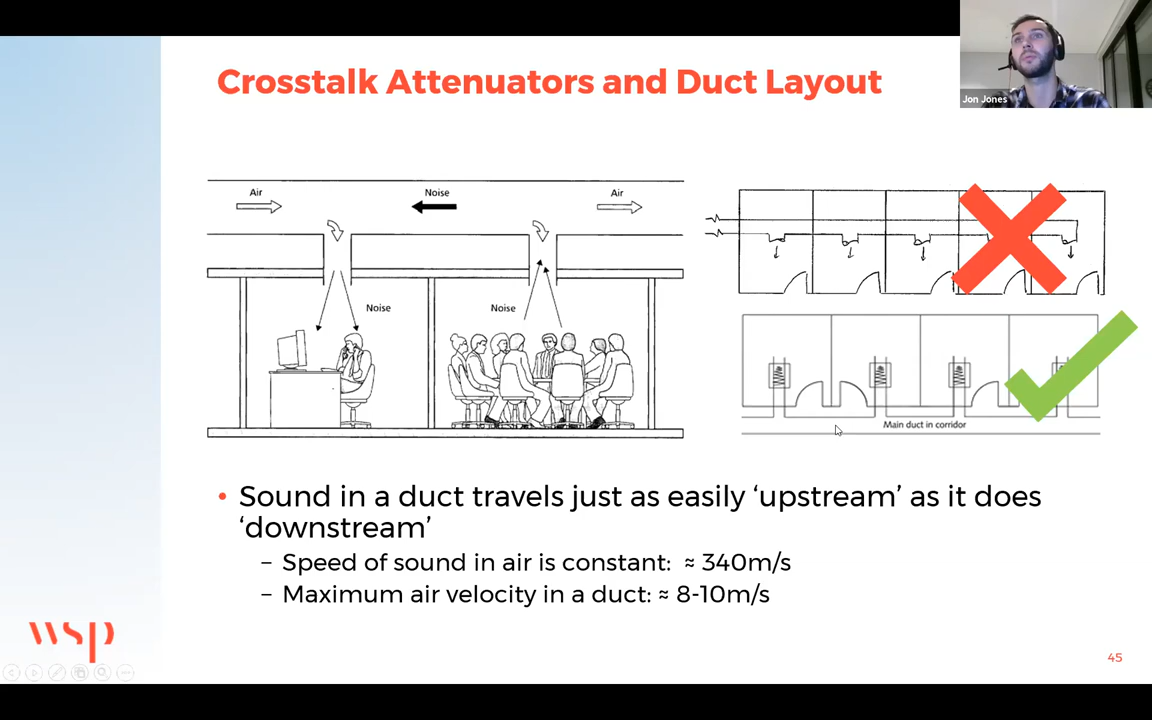 Crosstalk Attenuators and Duct Layout
Jon Jones
Air
Noise
Air
Noise
Noise
Main duct in corridor
• Sound in a duct travels just as easily ‘upstream’ as it does
‘downstream’
– Speed of sound in air is constant: ≈ 340m/s
– Maximum air velocity in a duct: ≈ 8-10m/s
wsp
45